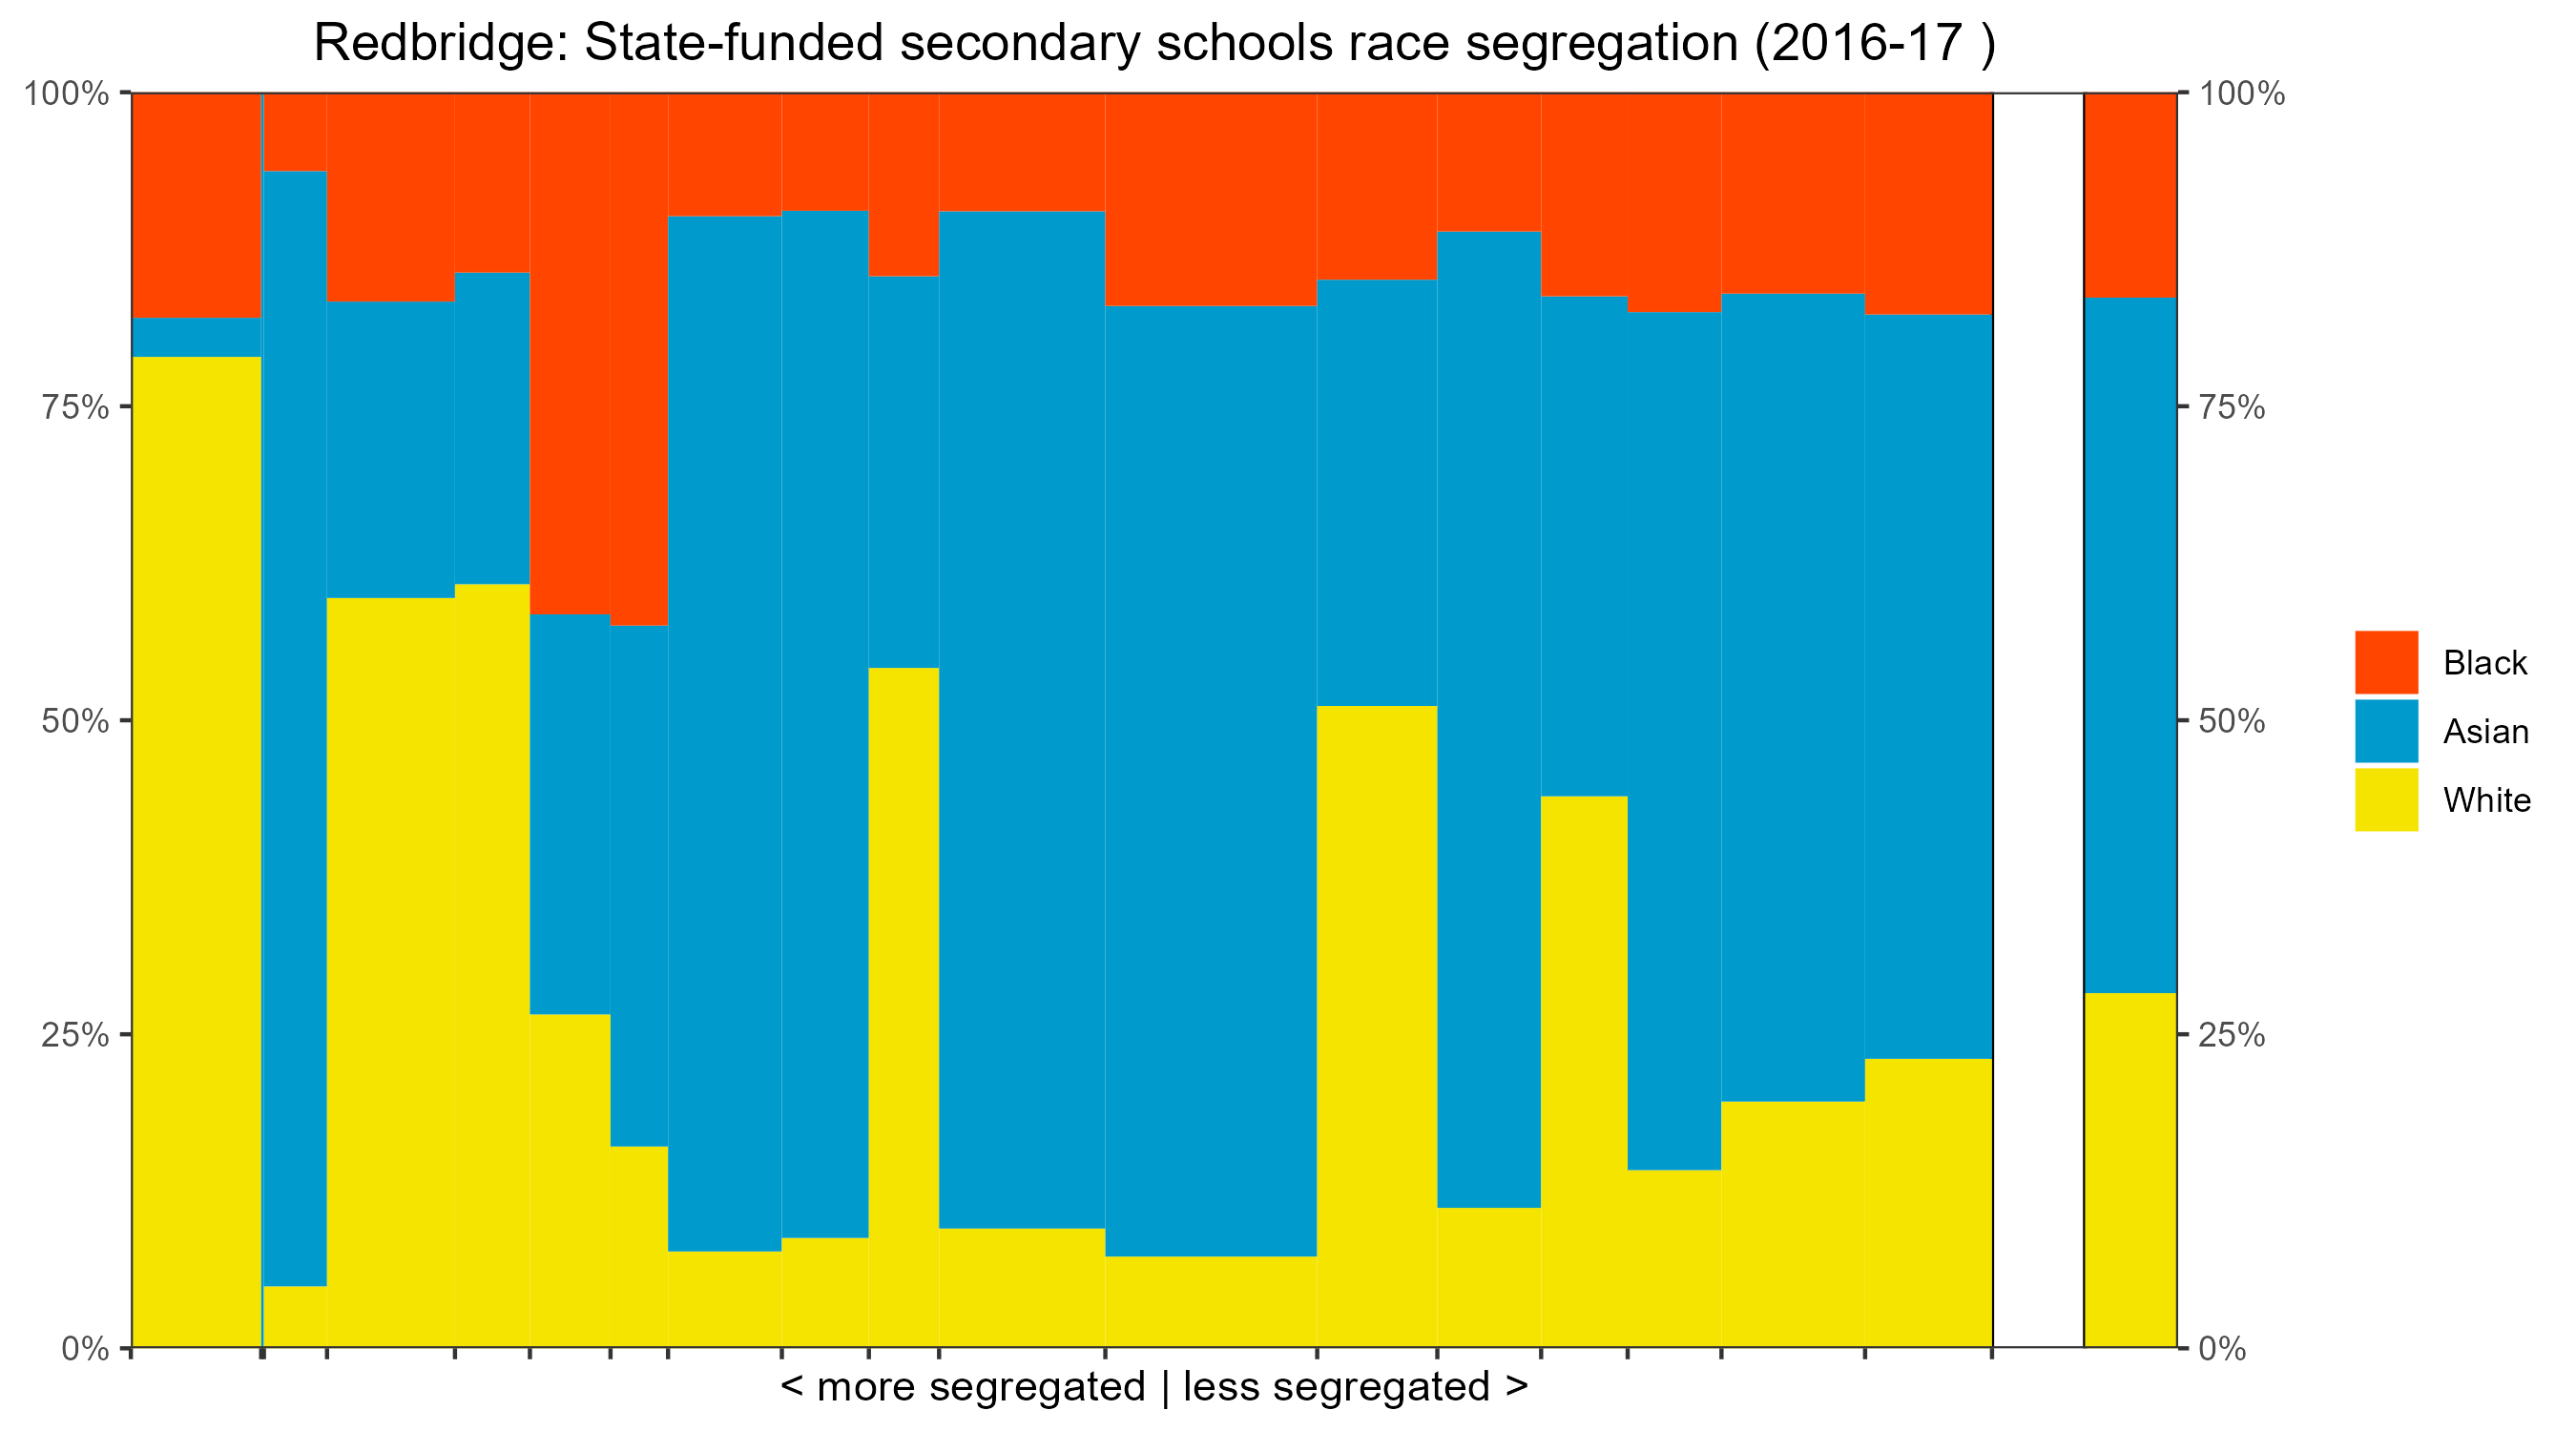 Redbridge: State-funded secondary schools race segregation (2016-17 )
100%
75%
50%
25%
0%
100%
75%
50%
25%
0%
Black
Asian
White
< more segregated | less segregated >